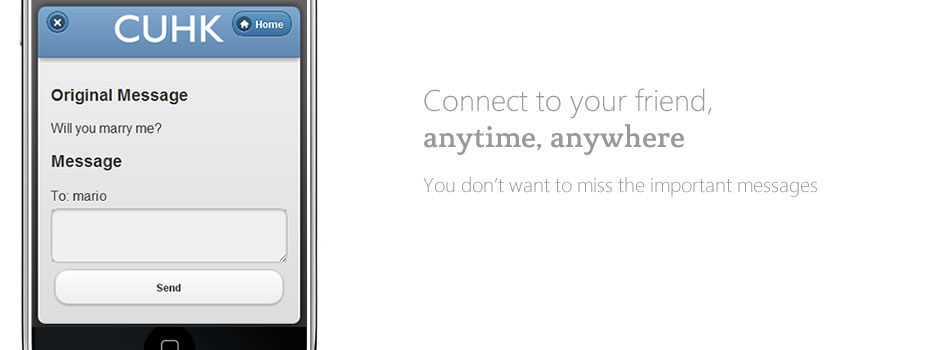 CUHK
Home
Original Message
Will you marry me?
Message
To: mario
Send
Connect to your friend,
anytime, anywhere
You don't want to miss the important messages